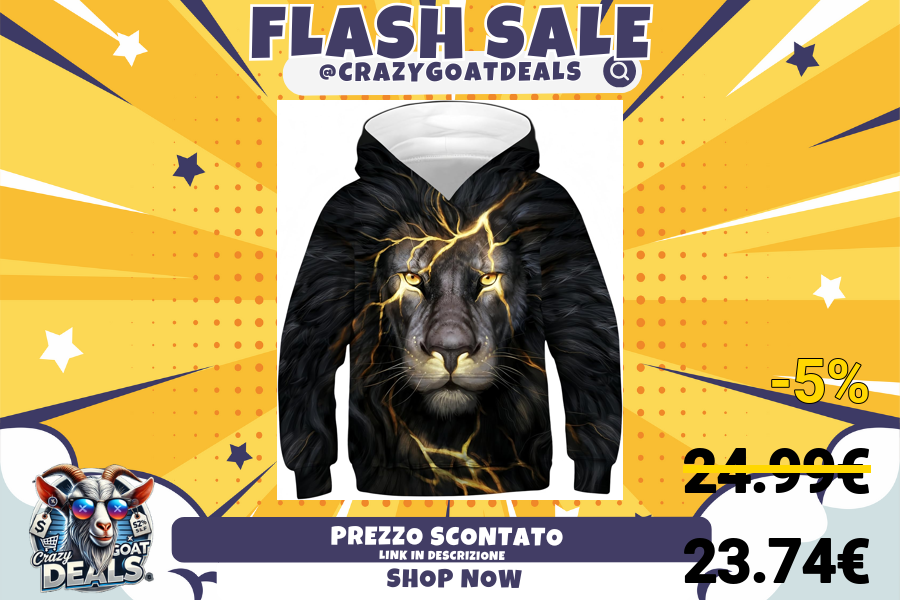 FLASH SALE
@CRAZYGOATDEALS
-5%
24.99€
PREZZO SCONTATO
LINK IN DESCRIZIONE
SHOP NOW
23.74€
$
Crazy
GOAT
DEALS